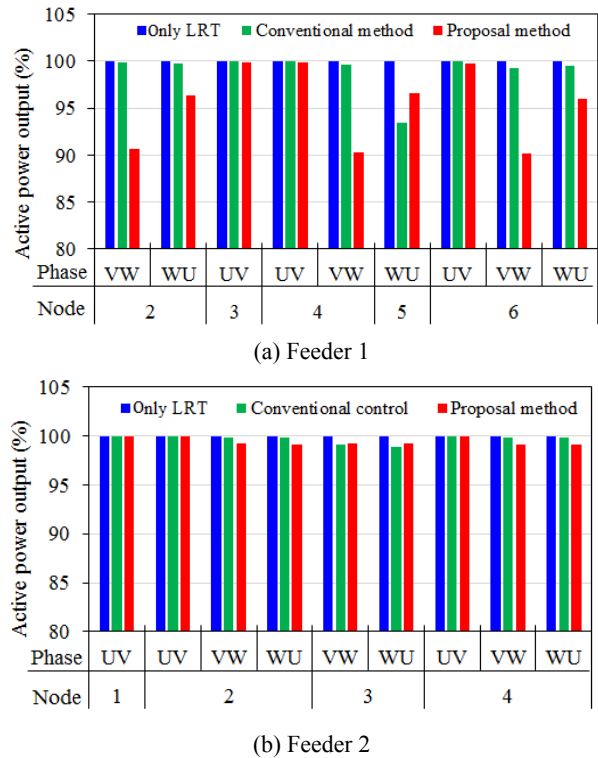 105
Only LRT Conventional method Proposal method
100
95
90
85
80
Active power output (%)
Phase VW WU UV UV VW WU UV VW WU
Node 2 3 4 5 6
(a) Feeder 1
105
Only LRT Conventional control Proposal method
100
95
90
85
80
Active power output (%)
Phase UV UV VW WU VW WU UV VW WU
Node 1 2 3 4
(b) Feeder 2